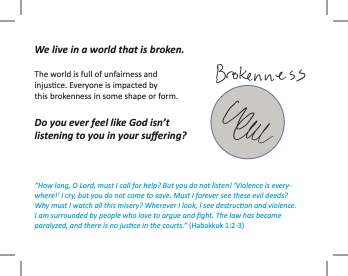 We live in a world that is broken.
Brokenness
The world is full of unfairness and
injustice. Everyone is impacted by
this brokenness in some shape or form.
Do you ever feel like God isn't
listening to you in your suffering?
"How long, O Lord, must I call for help? But you do not listen! 'Violence is every-
where!' I cry, but you do not come to save. Must I forever see these evil deeds?
Why must I watch all this misery? Wherever I look, I see destruction and violence.
I am surrounded by people who love to argue and fight. The law has become
paralyzed, and there is no justice in the courts." (Habakkuk 1:2-3)